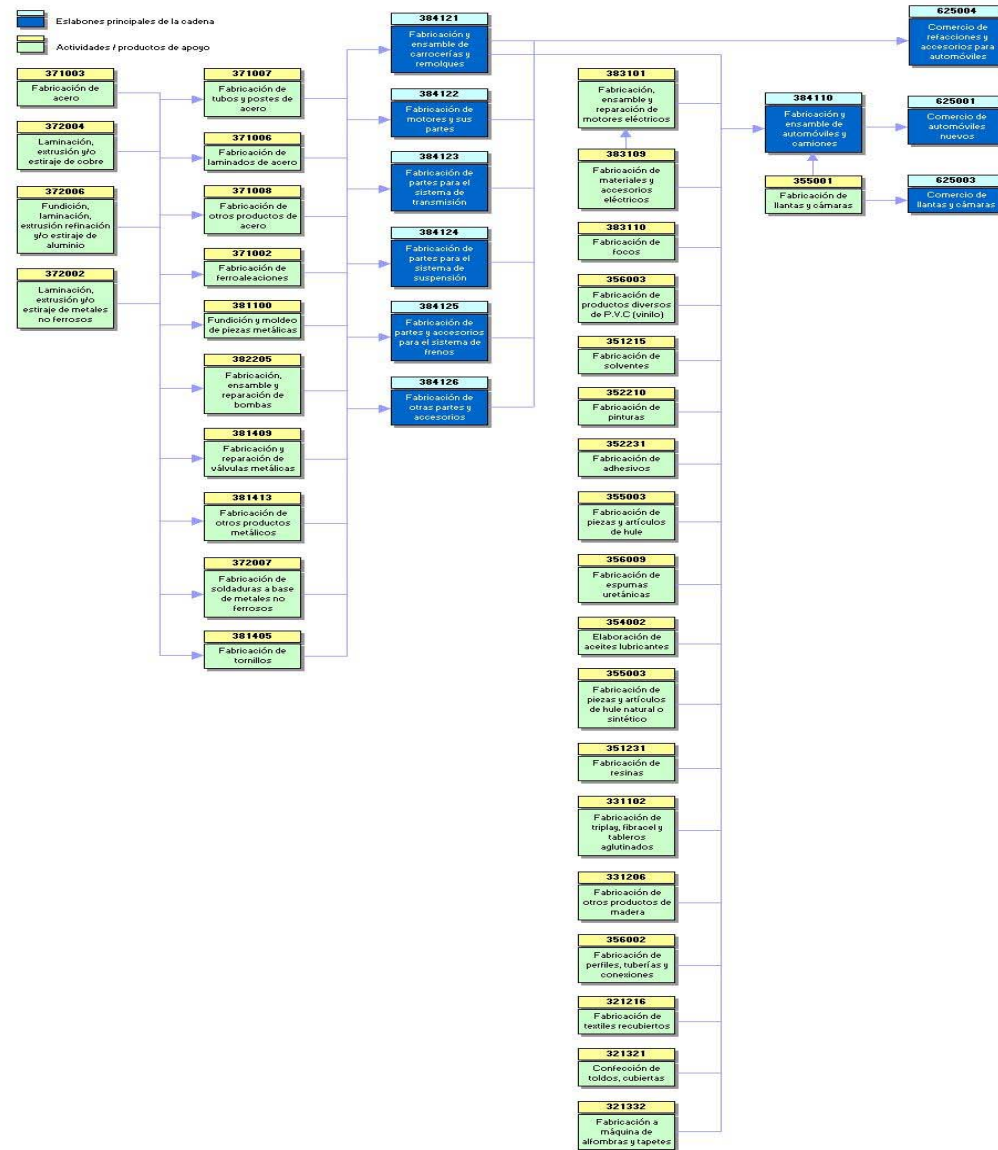 Eslabones principales de la cadena
Actividades / productos de apoyo
371003
Fabricación de
acero
372004
Laminación,
extrusión y/o
estiraje de cobre
372006
Fundición,
laminación,
extrusión refinación
y/o estiraje de
aluminio
372002
Laminación,
extrusión y/o
estiraje de metales
no ferrosos
371007
Fabricación de
tubos y postes de
acero
371006
Fabricación de
laminados de acero
371008
Fabricación de
otros productos de
acero
371002
Fabricación de
ferroaleaciones
381100
Fundición y moldeo
de piezas metálicas
382205
Fabricación,
ensamble y
reparación de
bombas
381409
Fabricación y
reparación de
válvulas metálicas
381413
Fabricación de
otros productos
metálicos
372007
Fabricación de
soldaduras a base
de metales no
ferrosos
381405
Fabricación de
tornillos
384121
Fabricación y
ensamble de
carrocerías y
remolques
384122
Fabricación de
motores y sus
partes
384123
Fabricación de
partes para el
sistema de
transmisión
384124
Fabricación de
partes para el
sistema de
suspensión
384125
Fabricación de
partes y accesorios
para el sistema de
frenos
384126
Fabricación de
otras partes y
accesorios
383101
Fabricación,
ensamble y
reparación de
motores eléctricos
383109
Fabricación de
materiales y
accesorios
eléctricos
383110
Fabricación de
focos
356003
Fabricación de
productos diversos
de P.V.C (vinilo)
351215
Fabricación de
solventes
352210
Fabricación de
pinturas
352231
Fabricación de
adhesivos
355003
Fabricación de
piezas y artículos
de hule
356009
Fabricación de
espumas
uretánicas
354002
Elaboración de
aceites lubricantes
355003
Fabricación de
piezas y artículos
de hule natural o
sintético
351231
Fabricación de
resinas
331102
Fabricación de
triplay, fibracel y
tableros
aglutinados
331206
Fabricación de
otros productos de
madera
356002
Fabricación de
perfiles, tuberías y
conexiones
321216
Fabricación de
textiles recubiertos
321321
Confección de
toldos, cubiertas
321332
Fabricación a
máquina de
alfombras y tapetes
384110
Fabricación y
ensamble de
automóviles y
camiones
355001
Fabricación de
llantas y cámaras
625004
Comercio de
refacciones y
accesorios para
automóviles
625001
Comercio de
automóviles
nuevos
625003
Comercio de
llantas y cámaras